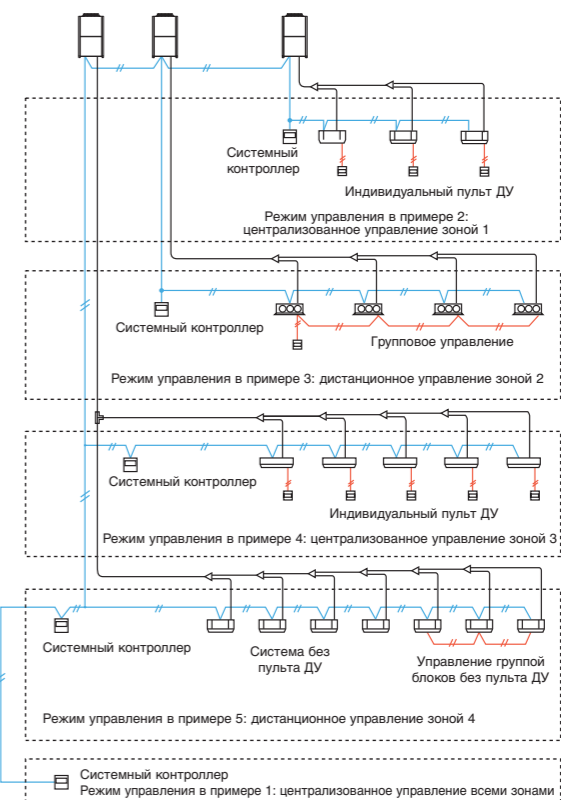 Системный
контроллер
Индивидуальный пульт ДУ
Режим управления в примере 2:
централизованное управление зоной 1
Системный контроллер
Групповое управление
Режим управления в примере 3: дистанционное управление зоной 2
Системный контроллер
Индивидуальный пульт ДУ
Режим управления в примере 4: централизованное управление зоной 3
Системный контроллер
Система без
пульта ДУ
Управление группой
блоков без пульта ДУ
Режим управления в примере 5: дистанционное управление зоной 4
Системный контроллер
Режим управления в примере 1: централизованное управление всеми зонами